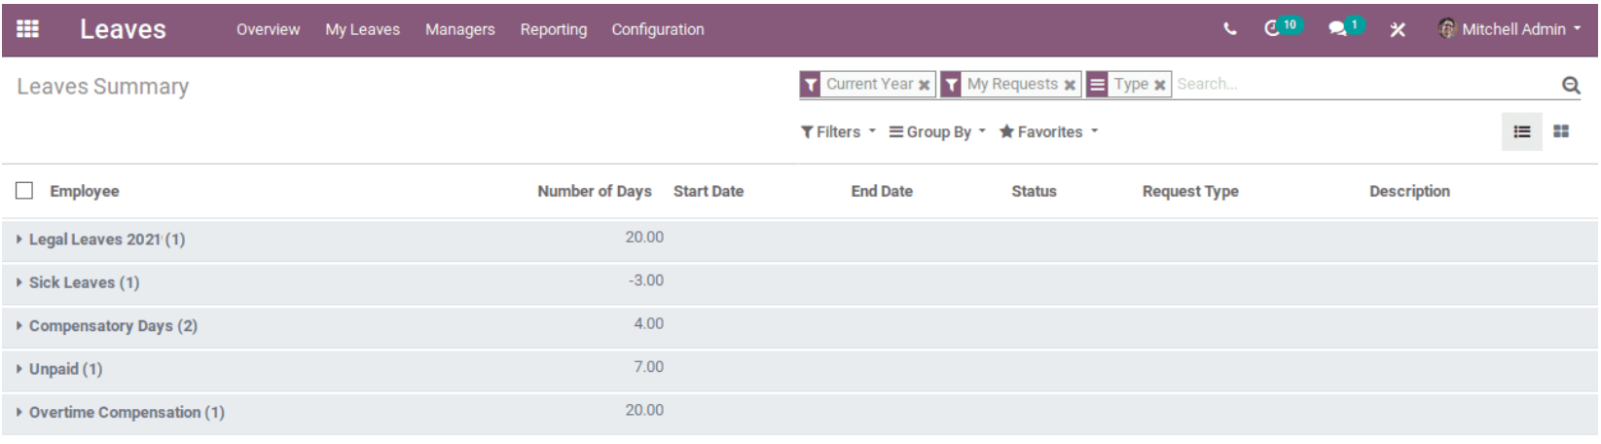 Leaves Overview My Leaves Managers Reporting Configuration 10 1 Mitchell Admin
Leaves Summary Current Year My Requests Type Search...
Filters Group By Favorites
Employee Number of Days Start Date End Date Status Request Type Description
Legal Leaves 2021 (1) 20.00
Sick Leaves (1) -3.00
Compensatory Days (2) 4.00
Unpaid (1) 7.00
Overtime Compensation (1) 20.00